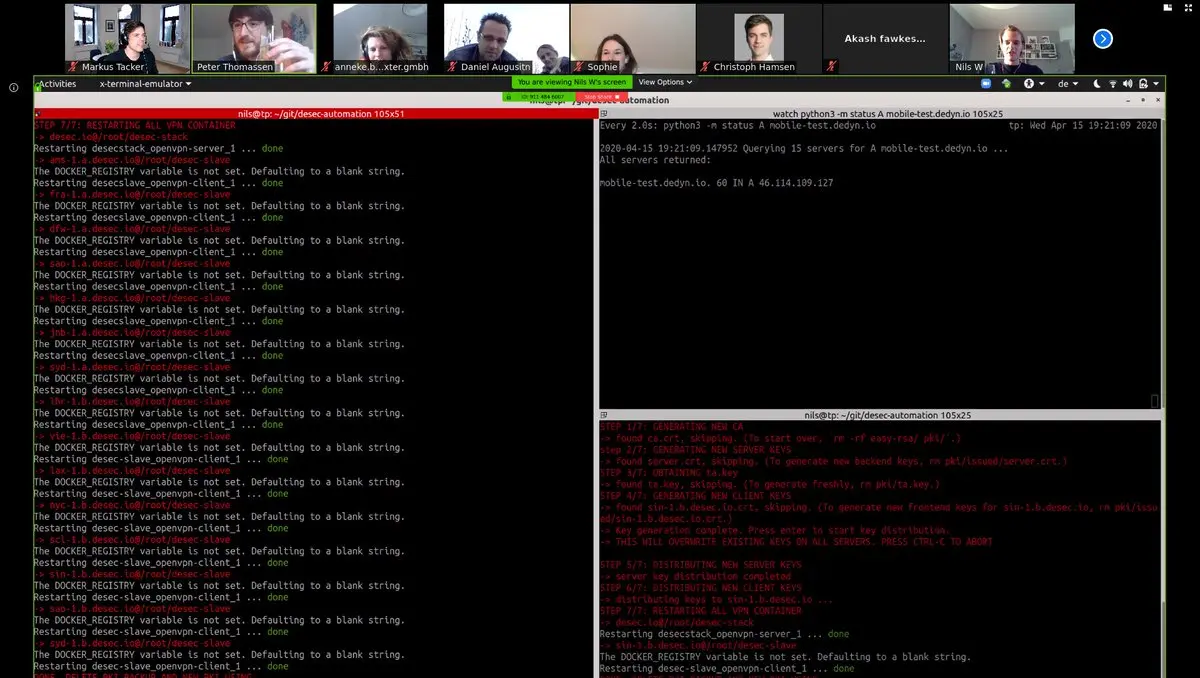 Markus Tacker
Peter Thomassen
anneke.b...xter.gmbh
Daniel Augustin
Sophie
Christoph Hamsen
Akash fawkes...
Nils W
You are viewing Nils W's screen
View Options
Activities
x-terminal-emulator
de
nils@tp: ~/git/desec-automation 105x51
STEP 7/7: RESTARTING ALL VPN CONTAINER
-> desec.io@/root/desec-stack
Restarting desecstack_openvpn-server_1 ... done
-> ams-1.a.desec.io@/root/desec-slave
The DOCKER_REGISTRY variable is not set. Defaulting to a blank string.
Restarting desecslave_openvpn-client_1 ... done
-> fra-1.a.desec.io@/root/desec-slave
The DOCKER_REGISTRY variable is not set. Defaulting to a blank string.
Restarting desecslave_openvpn-client_1 ... done
-> dfw-1.a.desec.io@/root/desec-slave
The DOCKER_REGISTRY variable is not set. Defaulting to a blank string.
Restarting desecslave_openvpn-client_1 ... done
-> sao-1.a.desec.io@/root/desec-slave
The DOCKER_REGISTRY variable is not set. Defaulting to a blank string.
Restarting desecslave_openvpn-client_1 ... done
-> hkg-1.a.desec.io@/root/desec-slave
The DOCKER_REGISTRY variable is not set. Defaulting to a blank string.
Restarting desecslave_openvpn-client_1 ... done
-> jnb-1.a.desec.io@/root/desec-slave
The DOCKER_REGISTRY variable is not set. Defaulting to a blank string.
Restarting desecslave_openvpn-client_1 ... done
-> syd-1.a.desec.io@/root/desec-slave
The DOCKER_REGISTRY variable is not set. Defaulting to a blank string.
Restarting desecslave_openvpn-client_1 ... done
-> lhr-1.b.desec.io@/root/desec-slave
The DOCKER_REGISTRY variable is not set. Defaulting to a blank string.
Restarting desecslave_openvpn-client_1 ... done
-> vie-1.b.desec.io@/root/desec-slave
The DOCKER_REGISTRY variable is not set. Defaulting to a blank string.
Restarting desec-slave_openvpn-client_1 ... done
-> lax-1.b.desec.io@/root/desec-slave
The DOCKER_REGISTRY variable is not set. Defaulting to a blank string.
Restarting desec-slave_openvpn-client_1 ... done
-> nyc-1.b.desec.io@/root/desec-slave
The DOCKER_REGISTRY variable is not set. Defaulting to a blank string.
Restarting desec-slave_openvpn-client_1 ... done
-> scl-1.b.desec.io@/root/desec-slave
The DOCKER_REGISTRY variable is not set. Defaulting to a blank string.
Restarting desec-slave_openvpn-client_1 ... done
-> sin-1.b.desec.io@/root/desec-slave
The DOCKER_REGISTRY variable is not set. Defaulting to a blank string.
Restarting desec-slave_openvpn-client_1 ... done
-> sao-1.b.desec.io@/root/desec-slave
The DOCKER_REGISTRY variable is not set. Defaulting to a blank string.
Restarting desec-slave_openvpn-client_1 ... done
-> syd-1.b.desec.io@/root/desec-slave
The DOCKER_REGISTRY variable is not set. Defaulting to a blank string.
Restarting desec-slave_openvpn-client_1 ... done
watch python3 -m status A mobile-test.dedyn.io 105x25
Every 2.0s: python3 -m status A mobile-test.dedyn.io tp: Wed Apr 15 19:21:09 2020
2020-04-15 19:21:09.147952 Querying 15 servers for A mobile-test.dedyn.io ...
All servers returned:
mobile-test.dedyn.io. 60 IN A 46.114.109.127
nils@tp: ~/git/desec-automation 105x25
STEP 1/7: GENERATING NEW CA
-> found ca.crt, skipping. (To start over, rm -rf easy-rsa/ pki/`.)
step 2/7: GENERATING NEW SERVER KEYS
-> found server.crt, skipping. (To generate new backend keys, rm pki/issued/server.crt.)
STEP 3/7: OBTAINING ta.key
-> found ta.key, skipping. (To generate freshly, rm pki/ta.key.)
STEP 4/7: GENERATING NEW CLIENT KEYS
-> found sin-1.b.desec.io.crt, skipping. (To generate new frontend keys for sin-1.b.desec.io, rm pki/issu
ed/sin-1.b.desec.io.crt.)
-> Key generation complete. Press enter to start key distribution.
-> THIS WILL OVERWRITE EXISTING KEYS ON ALL SERVERS. PRESS CTRL-C TO ABORT
STEP 5/7: DISTRIBUTING NEW SERVER KEYS
-> server key distribution completed
STEP 6/7: DISTRIBUTING NEW CLIENT KEYS
-> distributing keys to sin-1.b.desec.io ...
STEP 7/7: RESTARTING ALL VPN CONTAINER
-> desec.io@/root/desec-stack
Restarting desecstack_openvpn-server_1 ... done
-> sin-1.b.desec.io@/root/desec-slave
The DOCKER_REGISTRY variable is not set. Defaulting to a blank string.
Restarting desec-slave_openvpn-client_1 ... done